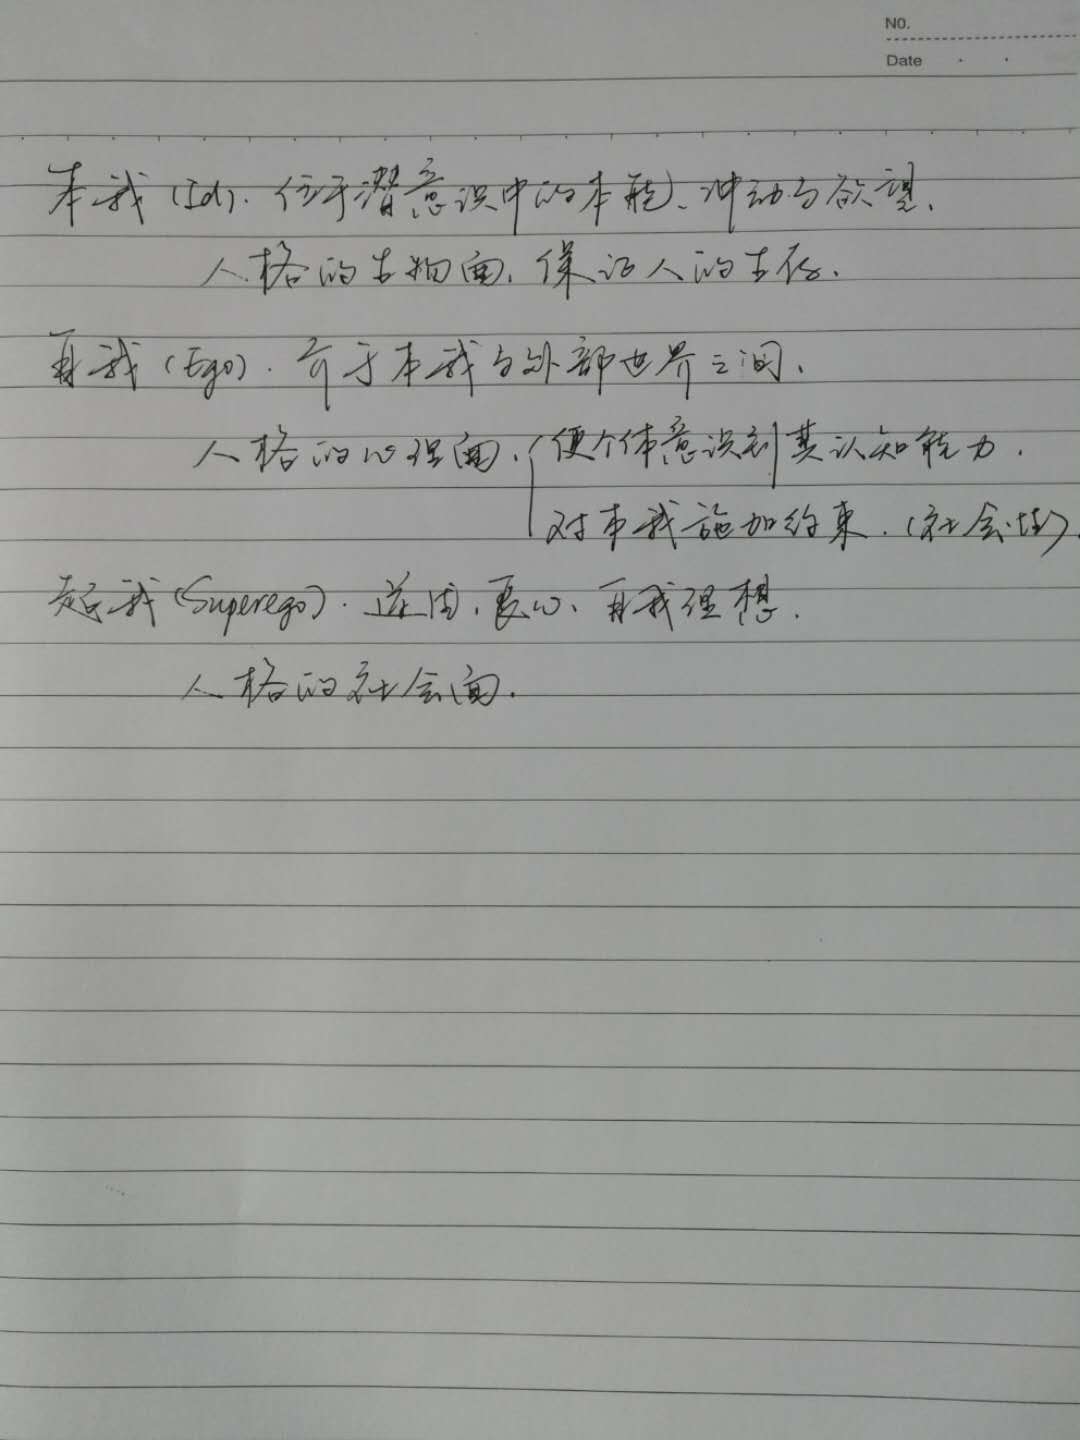 NO.
Date
本我(Id).位于潜意识中的本能、冲动与欲望、
人格的生物面,保证人的生存.
自我(Ego).介于本我与外部世界之间、
人格的心理面,使个体意识到其认知能力.
对本我施加约束.(社会性).
超我(Superego).道德、良心、自我理想.
人格的社会面.